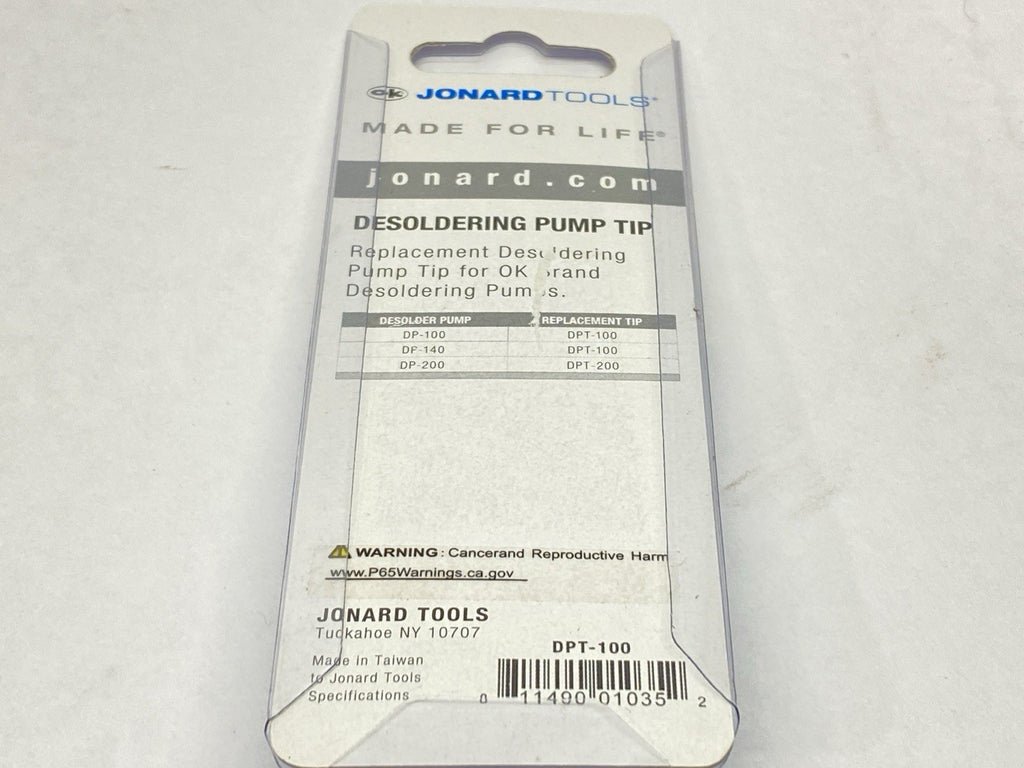 OK JONARD TOOLS®
MADE FOR LIFE®
jonard.com
DESOLDERING PUMP TIP
Replacement Desoldering
Pump Tip for OK Brand
Desoldering Pumps.
DESOLDER PUMP REPLACEMENT TIP
DP-100 DPT-100
DP-140 DPT-100
DP-200 DPT-200
WARNING: Cancerand Reproductive Harm
www.P65Warnings.ca.gov
JONARD TOOLS
Tuckahoe NY 10707
Made in Taiwan
to Jonard Tools
Specifications
DPT-100
0 11490 01035 2